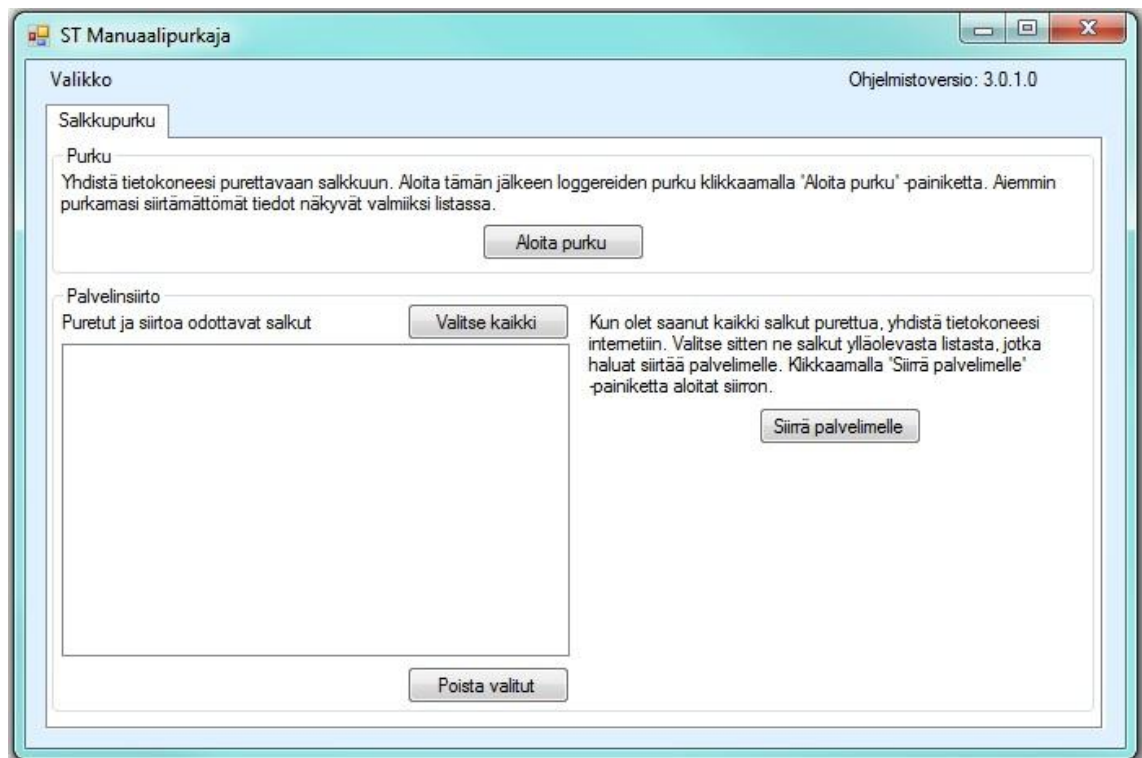 ST Manuaalipurkaja
Valikko
Ohjelmistoversio: 3.0.1.0
Salkkupurku
Purku
Yhdistä tietokoneesi purettavaan salkkuun. Aloita tämän jälkeen loggereiden purku klikkaamalla "Aloita purku" -painiketta. Aiemmin
purkamasi siirtämättömät tiedot näkyvät valmiiksi listassa.
Aloita purku
Palvelinsiirto
Puretut ja siirtoa odottavat salkut
Valitse kaikki
Kun olet saanut kaikki salkut purettua, yhdistä tietokoneesi
internetiin. Valitse sitten ne salkut ylläolevasta listasta, jotka
haluat siirtää palvelimelle. Klikkaamalla "Siirrä palvelimelle"
-painiketta aloitat siirron.
Siirrä palvelimelle
Poista valitut